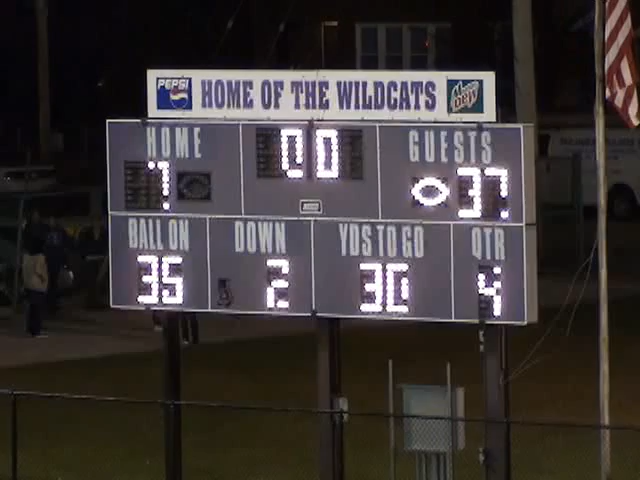 PEPSI HOME OF THE WILDCATS Mtn Dew
HOME GUESTS
7 00 37
BALL ON DOWN YDS TO GO QTR
35 2 30 4